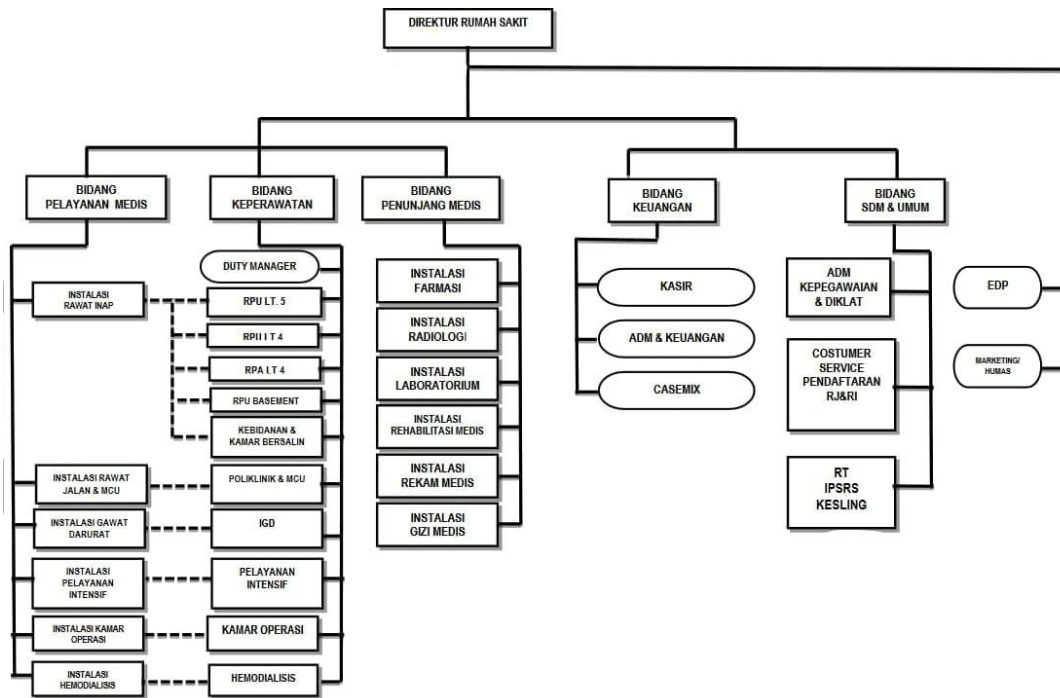 DIREKTUR RUMAH SAKIT
BIDANG
PELAYANAN MEDIS
BIDANG
KEPERAWATAN
BIDANG
PENUNJANG MEDIS
BIDANG
KEUANGAN
BIDANG
SDM & UMUM
DUTY MANAGER
INSTALASI
RAWAT INAP
RPU LT. 5
RPU LT 4
RPA LT 4
RPU BASEMENT
KEBIDANAN &
KAMAR BERSALIN
INSTALASI RAWAT
JALAN & MCU
POLIKLINIK & MCU
INSTALASI GAWAT
DARURAT
IGD
INSTALASI
PELAYANAN
INTENSIF
PELAYANAN
INTENSIF
INSTALASI KAMAR
OPERASI
KAMAR OPERASI
INSTALASI
HEMODIALISIS
HEMODIALISIS
INSTALASI
FARMASI
INSTALASI
RADIOLOGI
INSTALASI
LABORATORIUM
INSTALASI
REHABILITASI MEDIS
INSTALASI
REKAM MEDIS
INSTALASI
GIZI MEDIS
KASIR
ADM & KEUANGAN
CASEMIX
ADM
KEPEGAWAIAN
& DIKLAT
COSTUMER
SERVICE
PENDAFTARAN
RJ&RI
RT
IPSRS
KESLING
EDP
MARKETING/
HUMAS